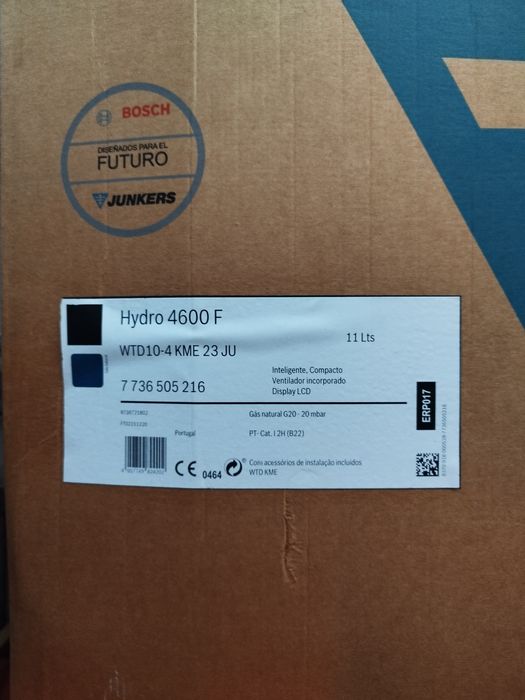 BOSCH
DISEÑADOS PARA EL
FUTURO
JUNKERS
Hydro 4600 F
11 Lts
WTD10-4 KME 23 JU
7 736 505 216
Inteligente, Compacto
Ventilador incorporado
Display LCD
ERP017
Gás natural G20 - 20 mbar
Portugal
PT- Cat. I 2H (B22)
CE 0464
Com acessórios de instalação incluidos
WTD KME